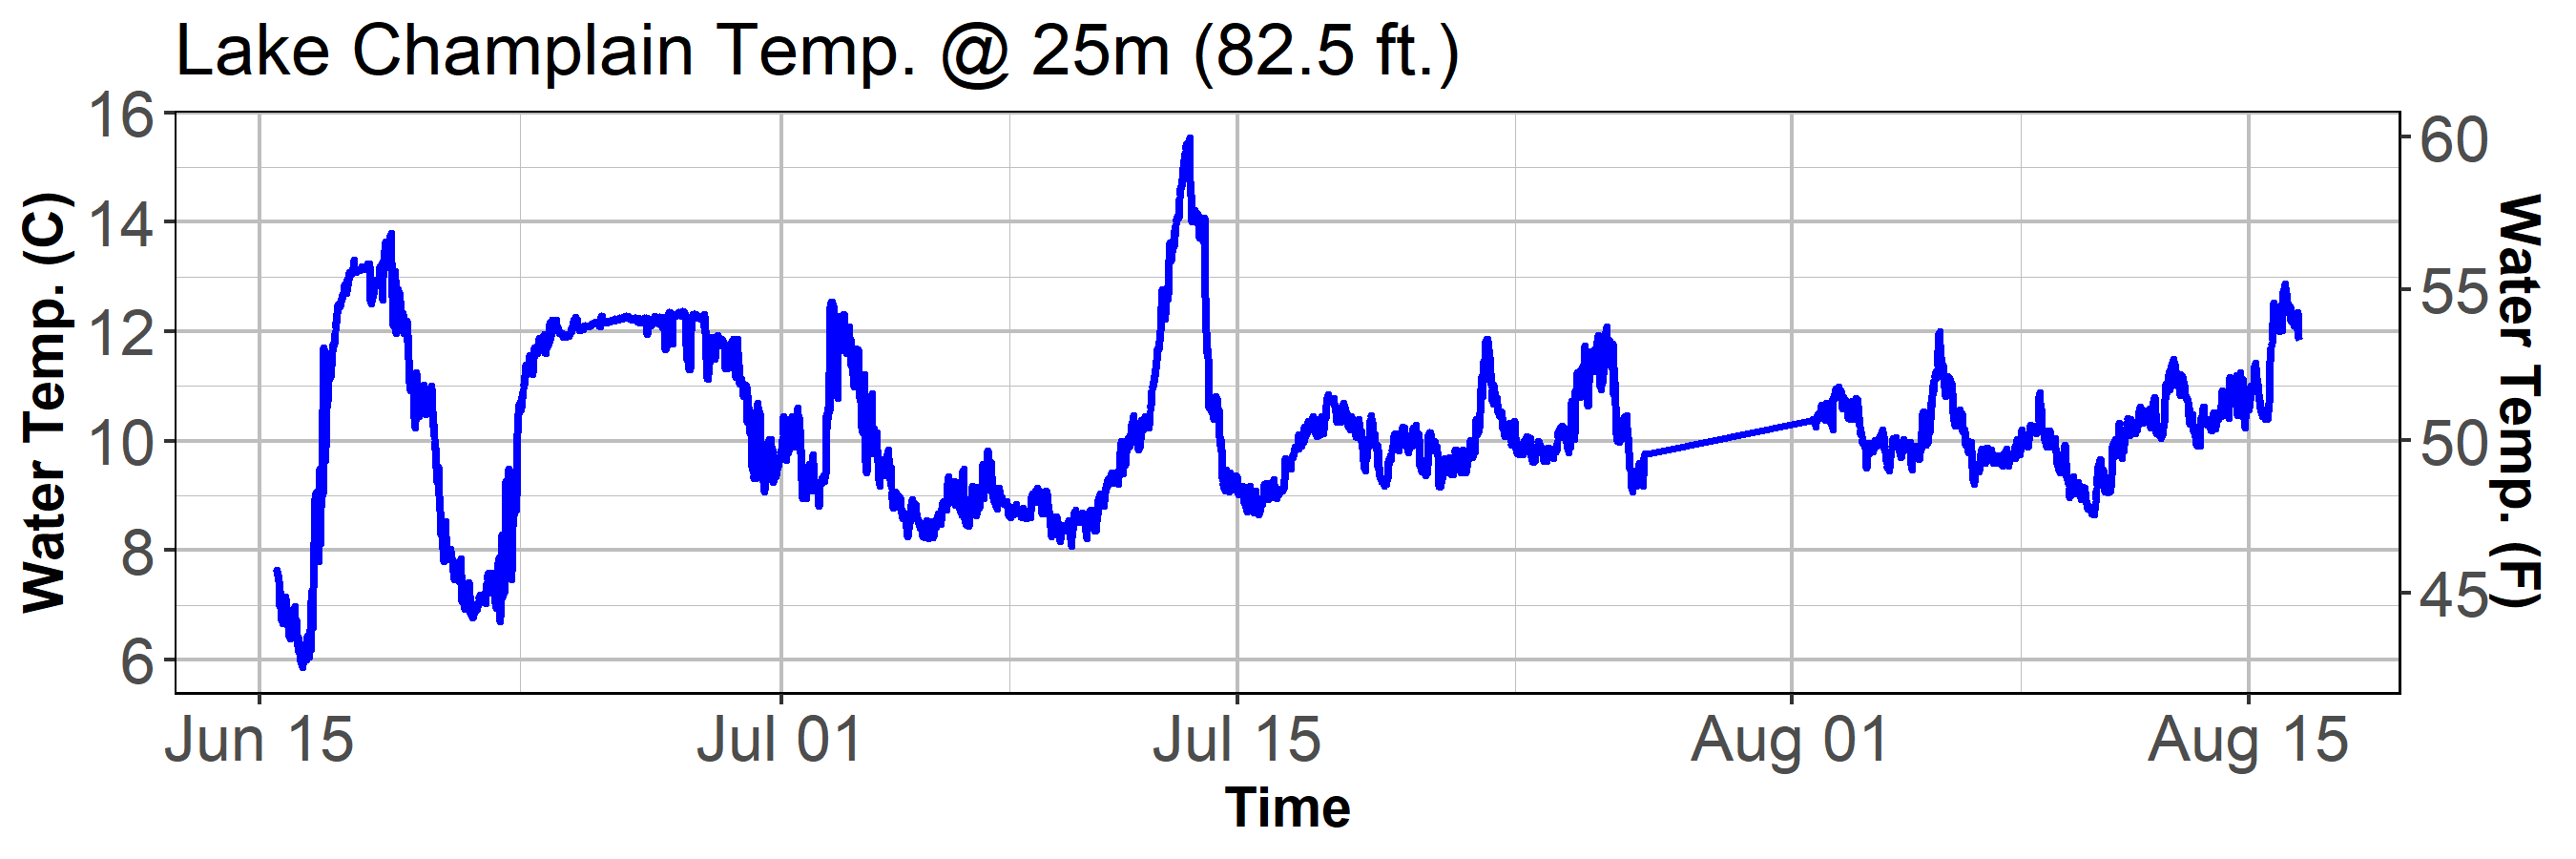 Lake Champlain Temp. @ 25m (82.5 ft.)
Water Temp. (C)
16
14
12
10
8
6
60
55
50
45
Water Temp. (F)
Jun 15
Jul 01
Jul 15
Aug 01
Aug 15
Time